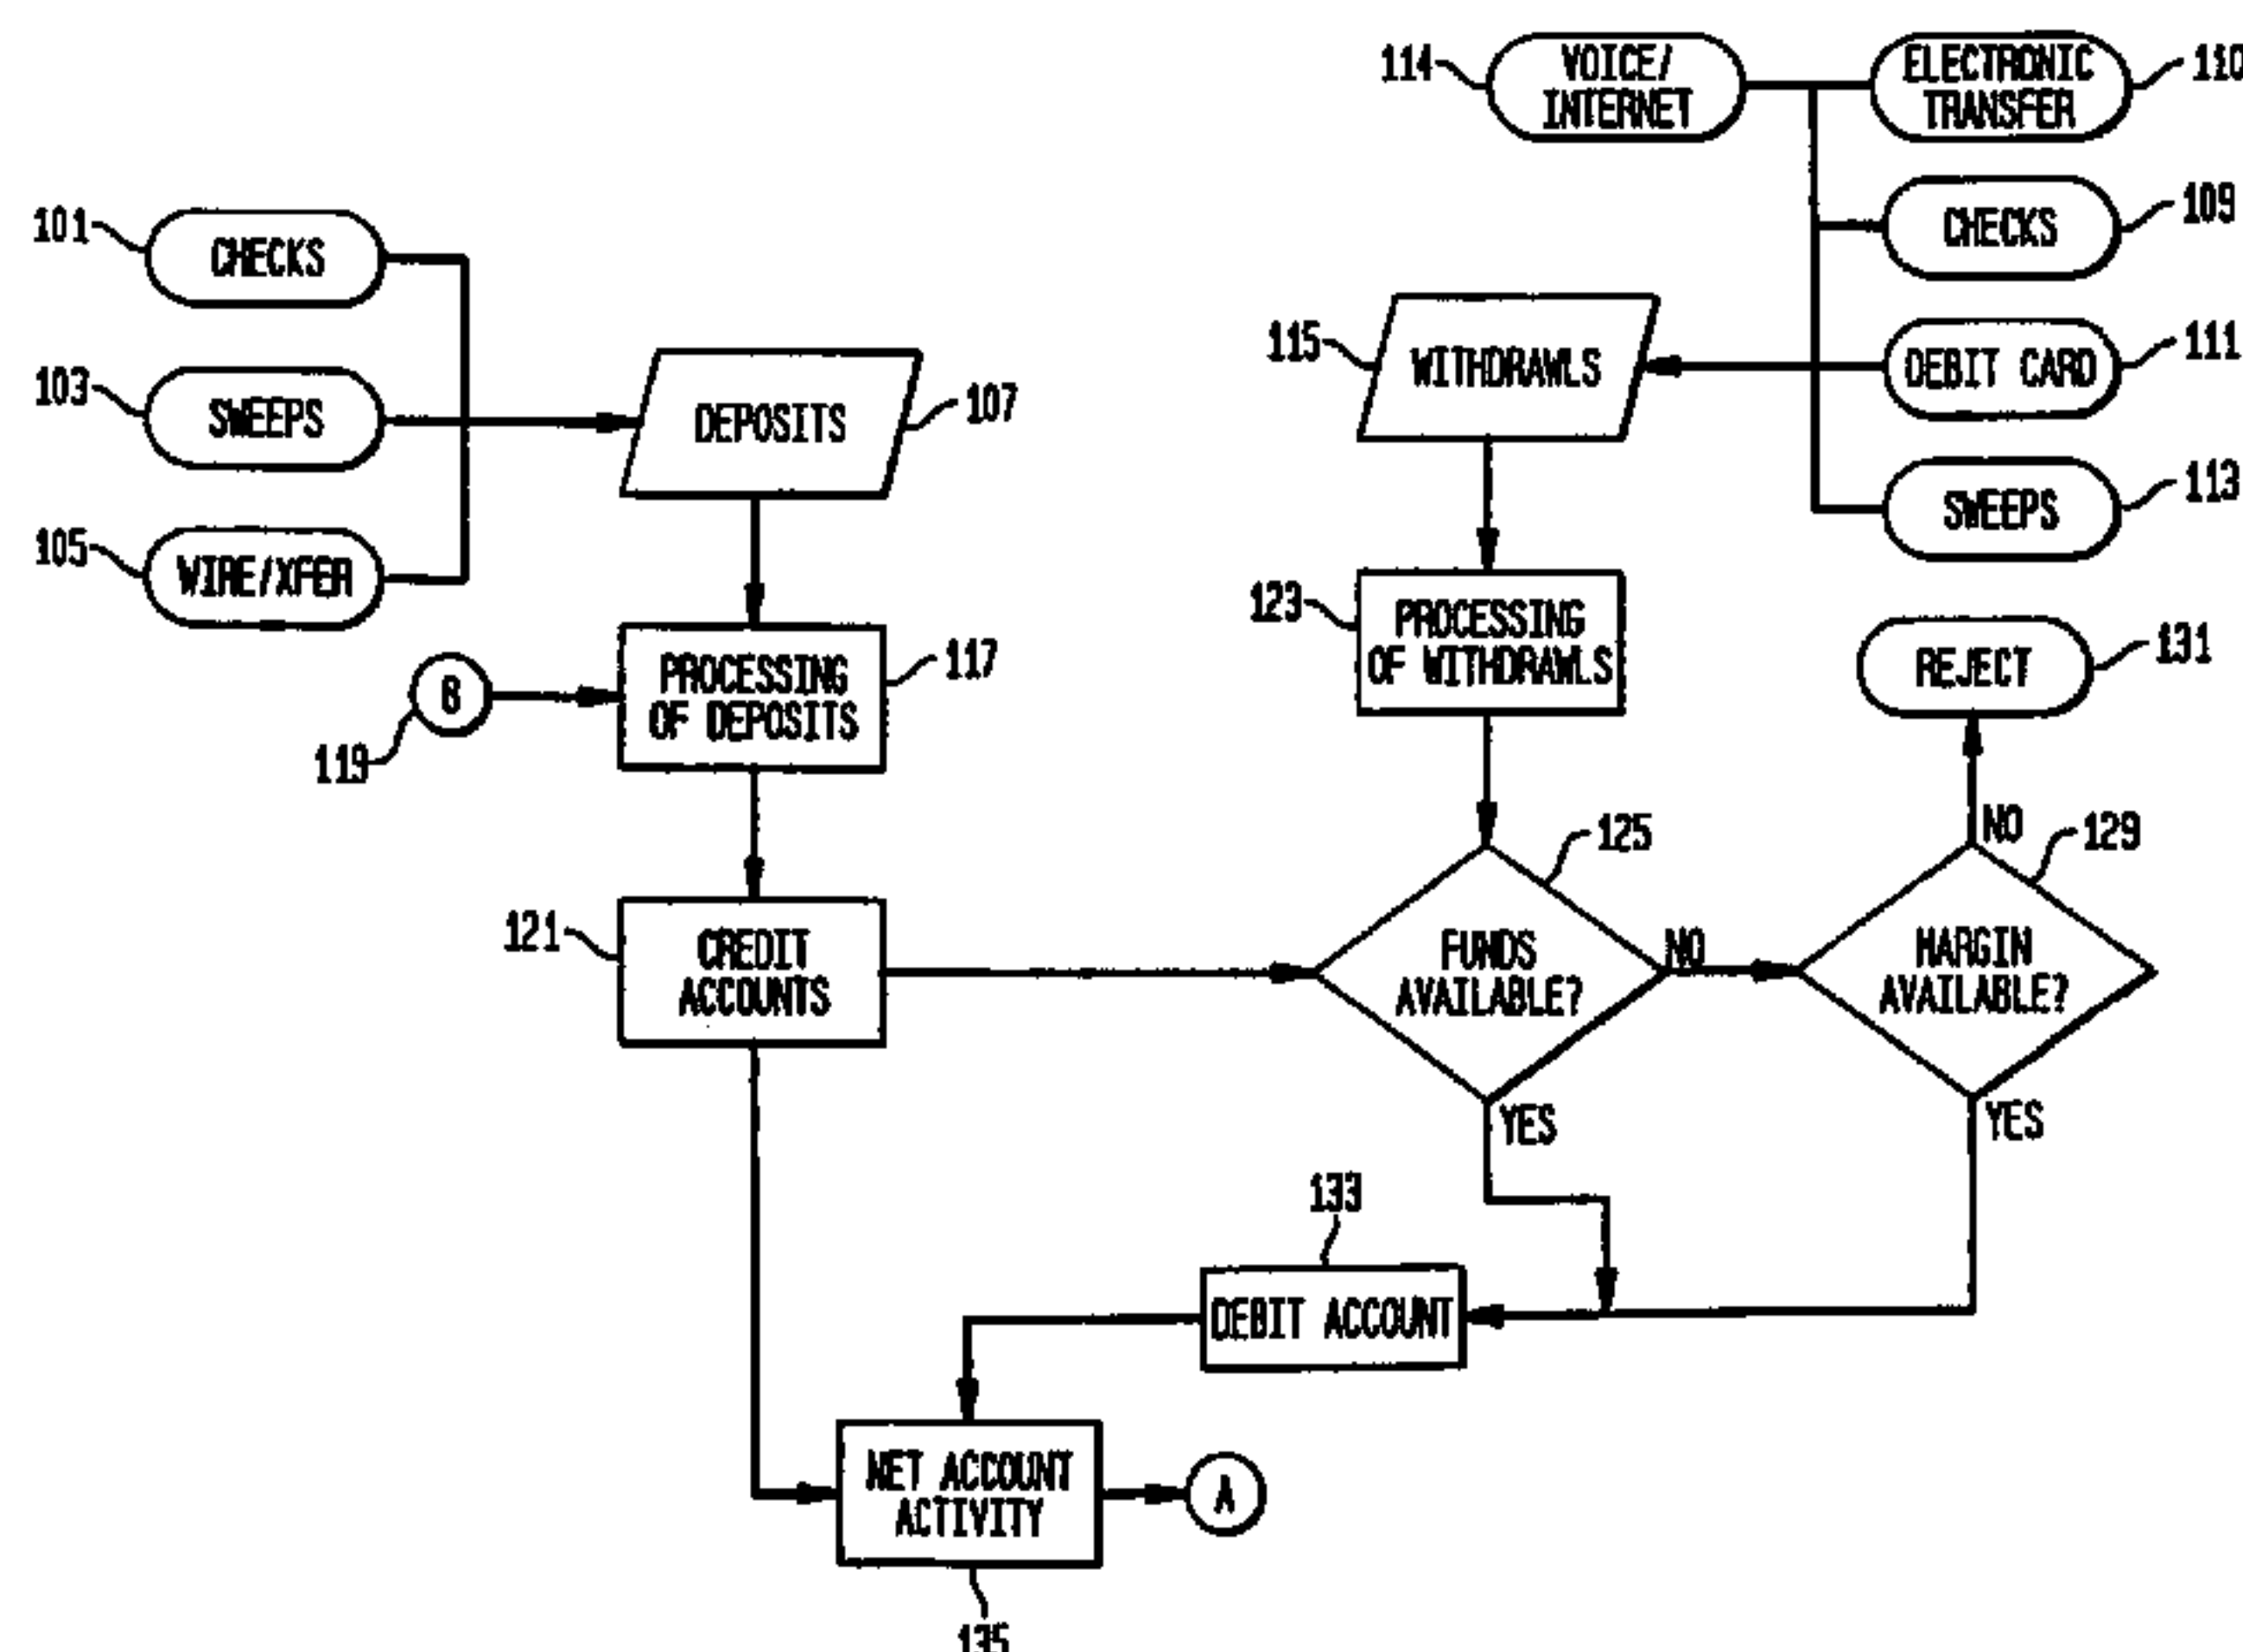 114
VOICE/
INTERNET
ELECTRONIC
TRANSFER
110
101
CHECKS
CHECKS
109
103
SWEEPS
DEPOSITS
107
115
WITHDRAWLS
DEBIT CARD
111
SWEEPS
113
105
WIRE/XFER
119
PROCESSING
OF DEPOSITS
117
123
PROCESSING
OF WITHDRAWLS
REJECT
131
121
CREDIT
ACCOUNTS
FUNDS
AVAILABLE?
125
NO
YES
MARGIN
AVAILABLE?
129
NO
YES
133
DEBIT ACCOUNT
NET ACCOUNT
ACTIVITY
A
135